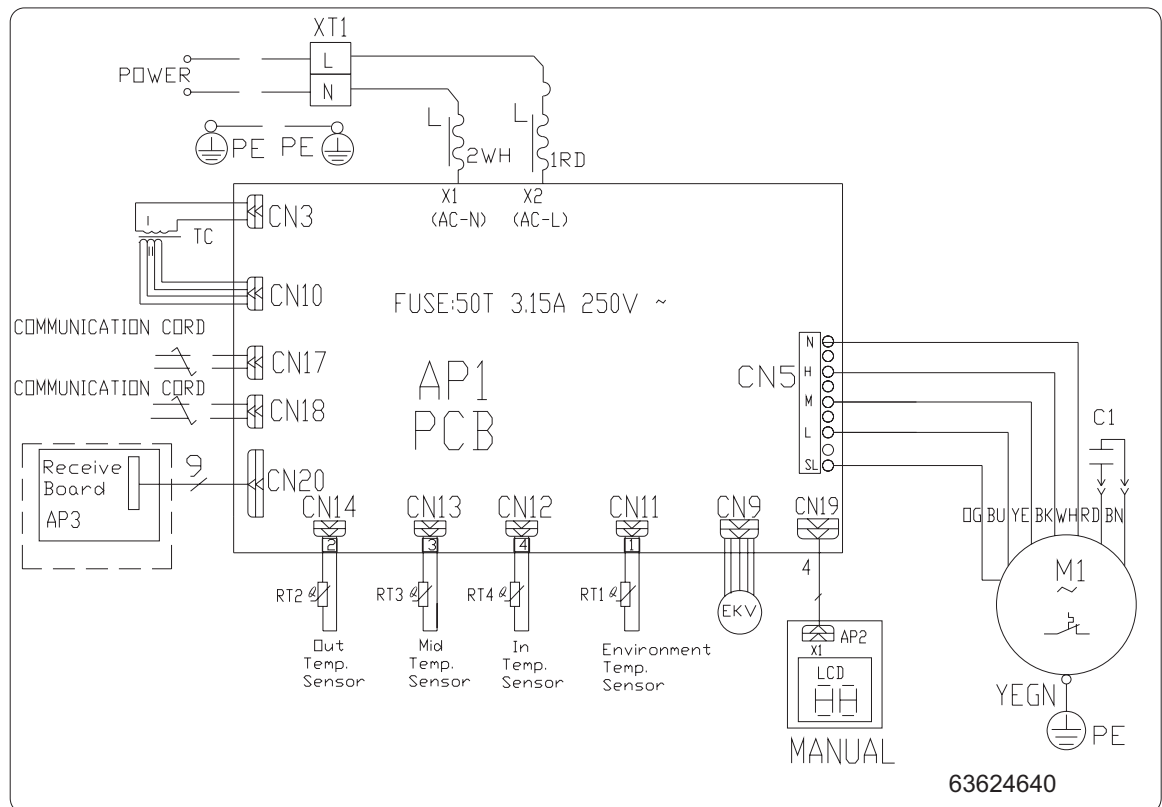 XT1
L
N
POWER
PE PE
L
2WH
L
1RD
X1
(AC-N)
X2
(AC-L)
CN3
I
TC
II
CN10
FUSE:50T 3.15A 250V ~
COMMUNICATION CORD
CN17
COMMUNICATION CORD
CN18
AP1
PCB
CN5
N
H
M
L
SL
C1
Receive
Board
AP3
9
CN20
CN14
CN13
CN12
CN11
CN9
CN19
2
3
4
1
4
OG BU YE BK WH RD BN
RT2
RT3
RT4
RT1
EKV
M1
~
Out
Temp.
Sensor
Mid
Temp.
Sensor
In
Temp.
Sensor
Environment
Temp.
Sensor
AP2
X1
LCD
88
MANUAL
YEGN
PE
63624640